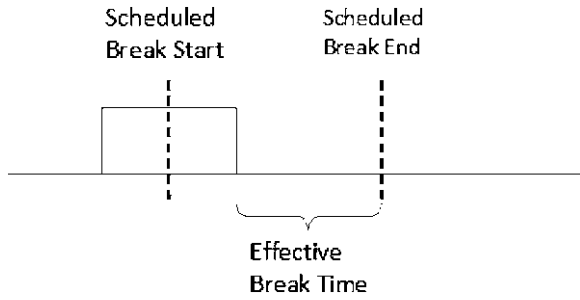 Scheduled
Break Start
Scheduled
Break End
Effective
Break Time